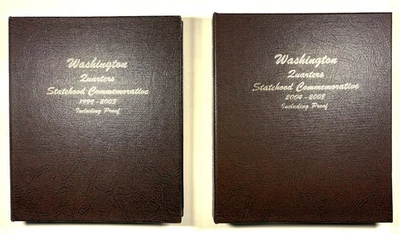 Washington
Quarters
Statehood Commemorative
1999 - 2003
Including Proof
Washington
Quarters
Statehood Commemorative
2004 - 2008
Including Proof